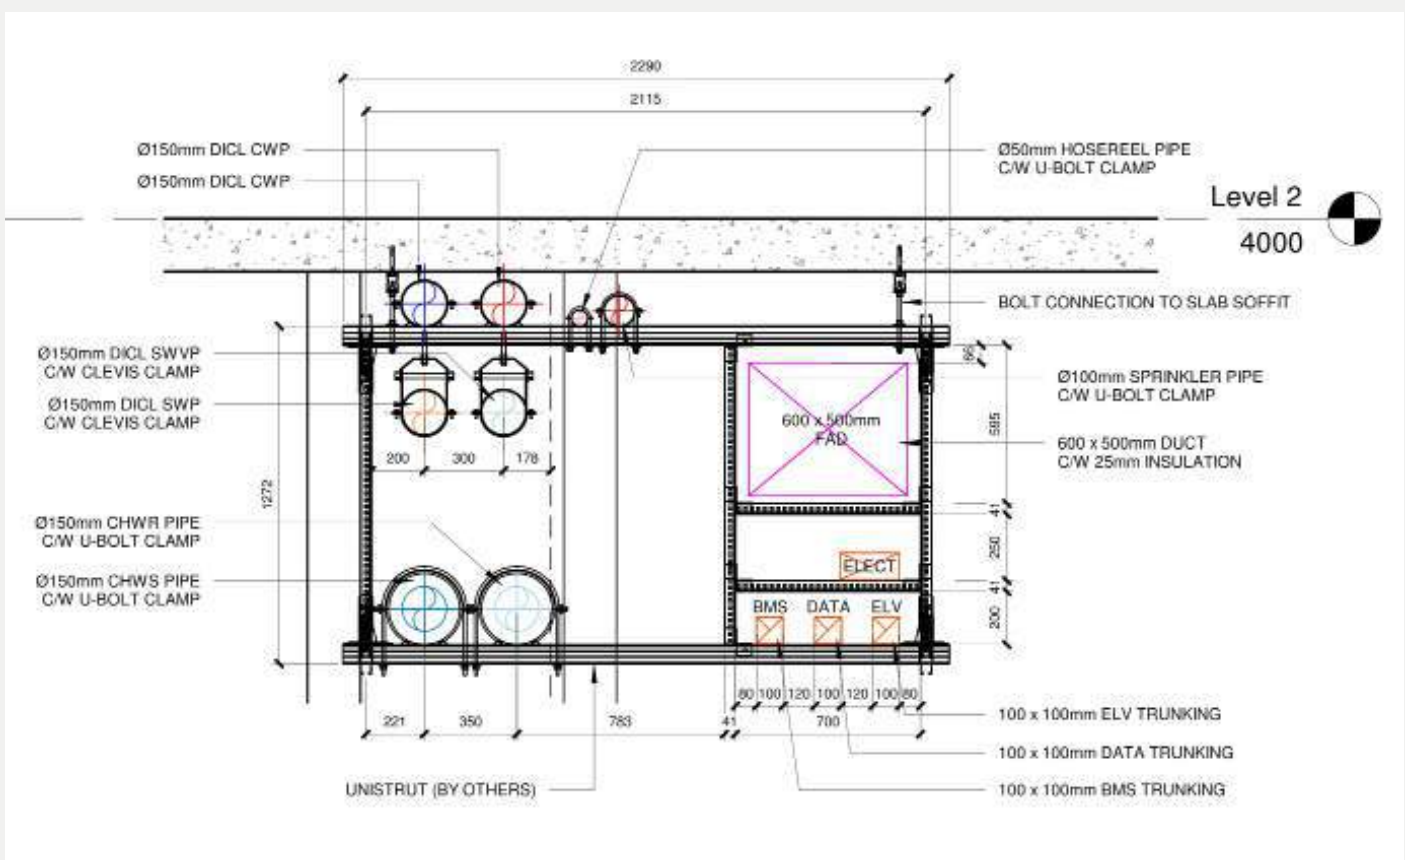 2290
2115
Ø150mm DICL CWP
Ø150mm DICL CWP
Ø50mm HOSEREEL PIPE
C/W U-BOLT CLAMP
Level 2
4000
BOLT CONNECTION TO SLAB SOFFIT
Ø150mm DICL SWVP
C/W CLEVIS CLAMP
Ø150mm DICL SWP
C/W CLEVIS CLAMP
66
Ø100mm SPRINKLER PIPE
C/W U-BOLT CLAMP
600 x 500mm
FAD
585
600 x 500mm DUCT
C/W 25mm INSULATION
200 300 178
1272
Ø150mm CHWR PIPE
C/W U-BOLT CLAMP
Ø150mm CHWS PIPE
C/W U-BOLT CLAMP
41
250
ELECT
41
BMS DATA ELV
200
80 100 120 100 120 100 80
221 350 783 41 700
100 x 100mm ELV TRUNKING
100 x 100mm DATA TRUNKING
UNISTRUT (BY OTHERS)
100 x 100mm BMS TRUNKING